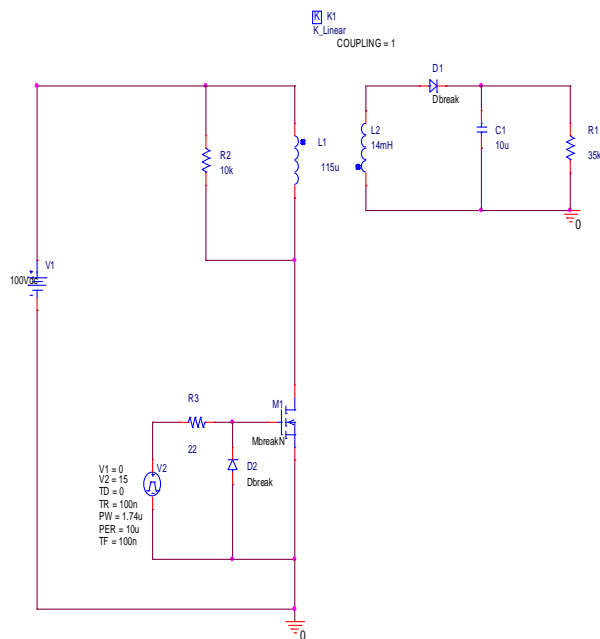 K K1
K_Linear
COUPLING = 1
D1
Dbreak
R2
10k
L1
115u
L2
14mH
C1
10u
R1
35k
0
V1
100Vdc
+
-
R3
22
M1
MbreakN
D2
Dbreak
V2
V1 = 0
V2 = 15
TD = 0
TR = 100n
PW = 1.74u
PER = 10u
TF = 100n
0